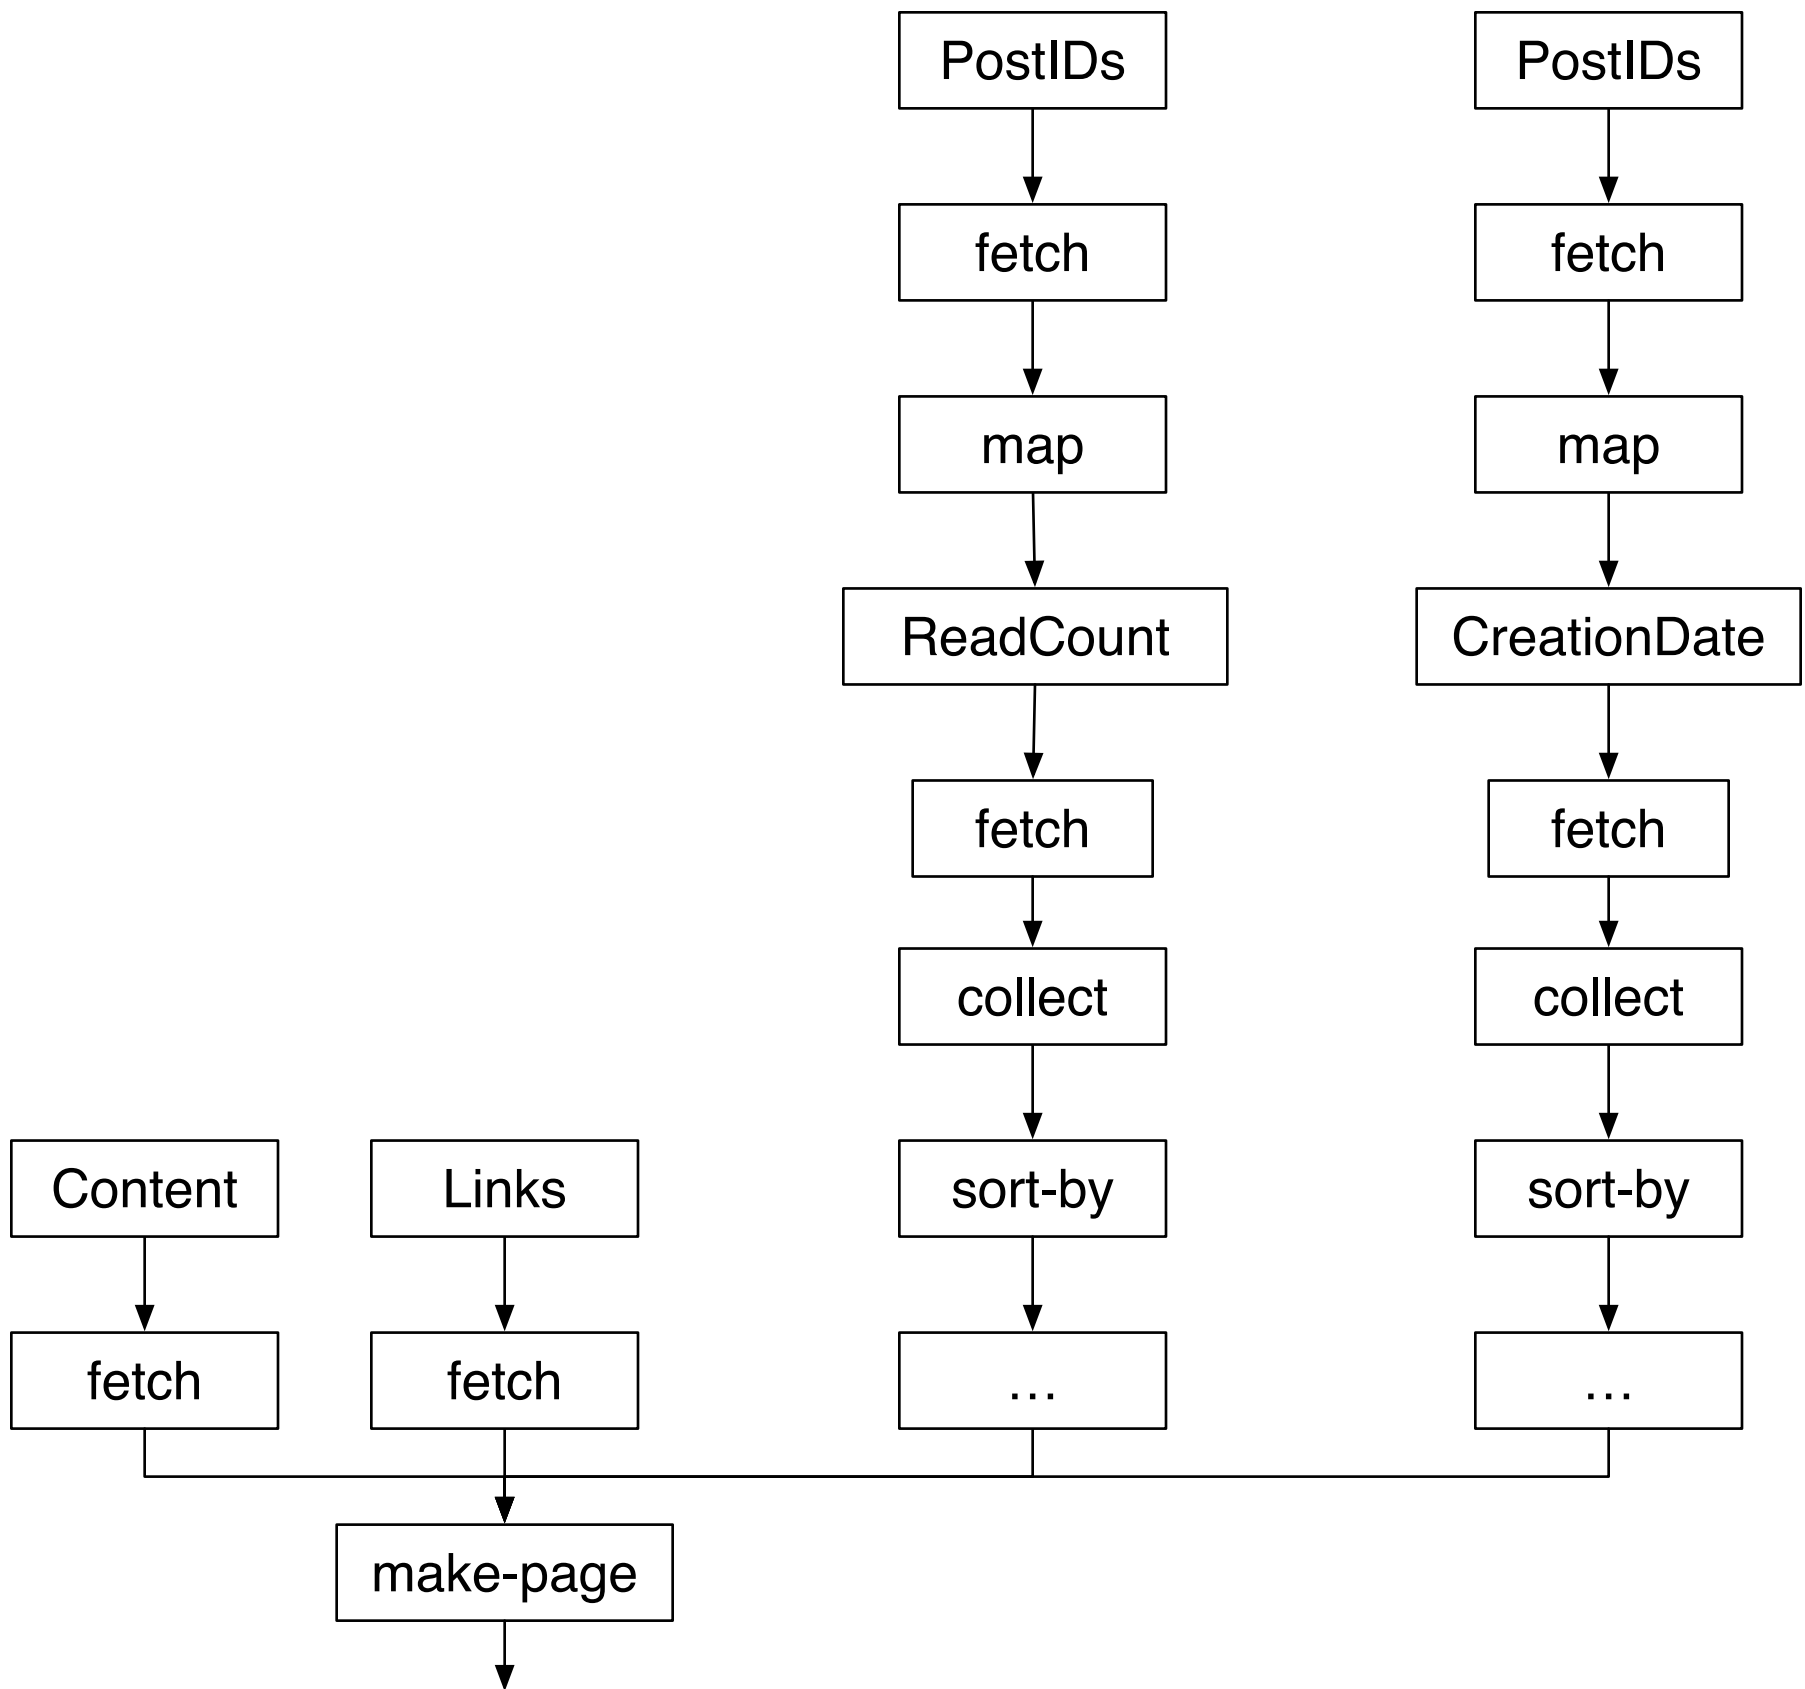 PostIDs
PostIDs
fetch
fetch
map
map
ReadCount
CreationDate
fetch
fetch
collect
collect
Content
Links
sort-by
sort-by
fetch
fetch
...
...
make-page